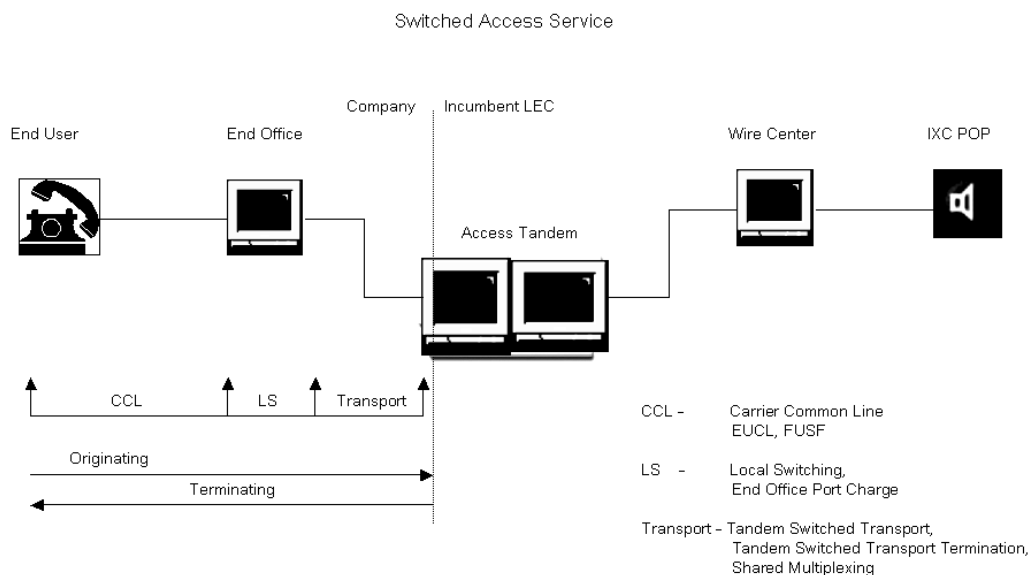 Switched Access Service
Company
Incumbent LEC
End User
End Office
Wire Center
IXC POP
Access Tandem
CCL
LS
Transport
Originating
Terminating
CCL - Carrier Common Line
EUCL, FUSF
LS - Local Switching,
End Office Port Charge
Transport - Tandem Switched Transport,
Tandem Switched Transport Termination,
Shared Multiplexing